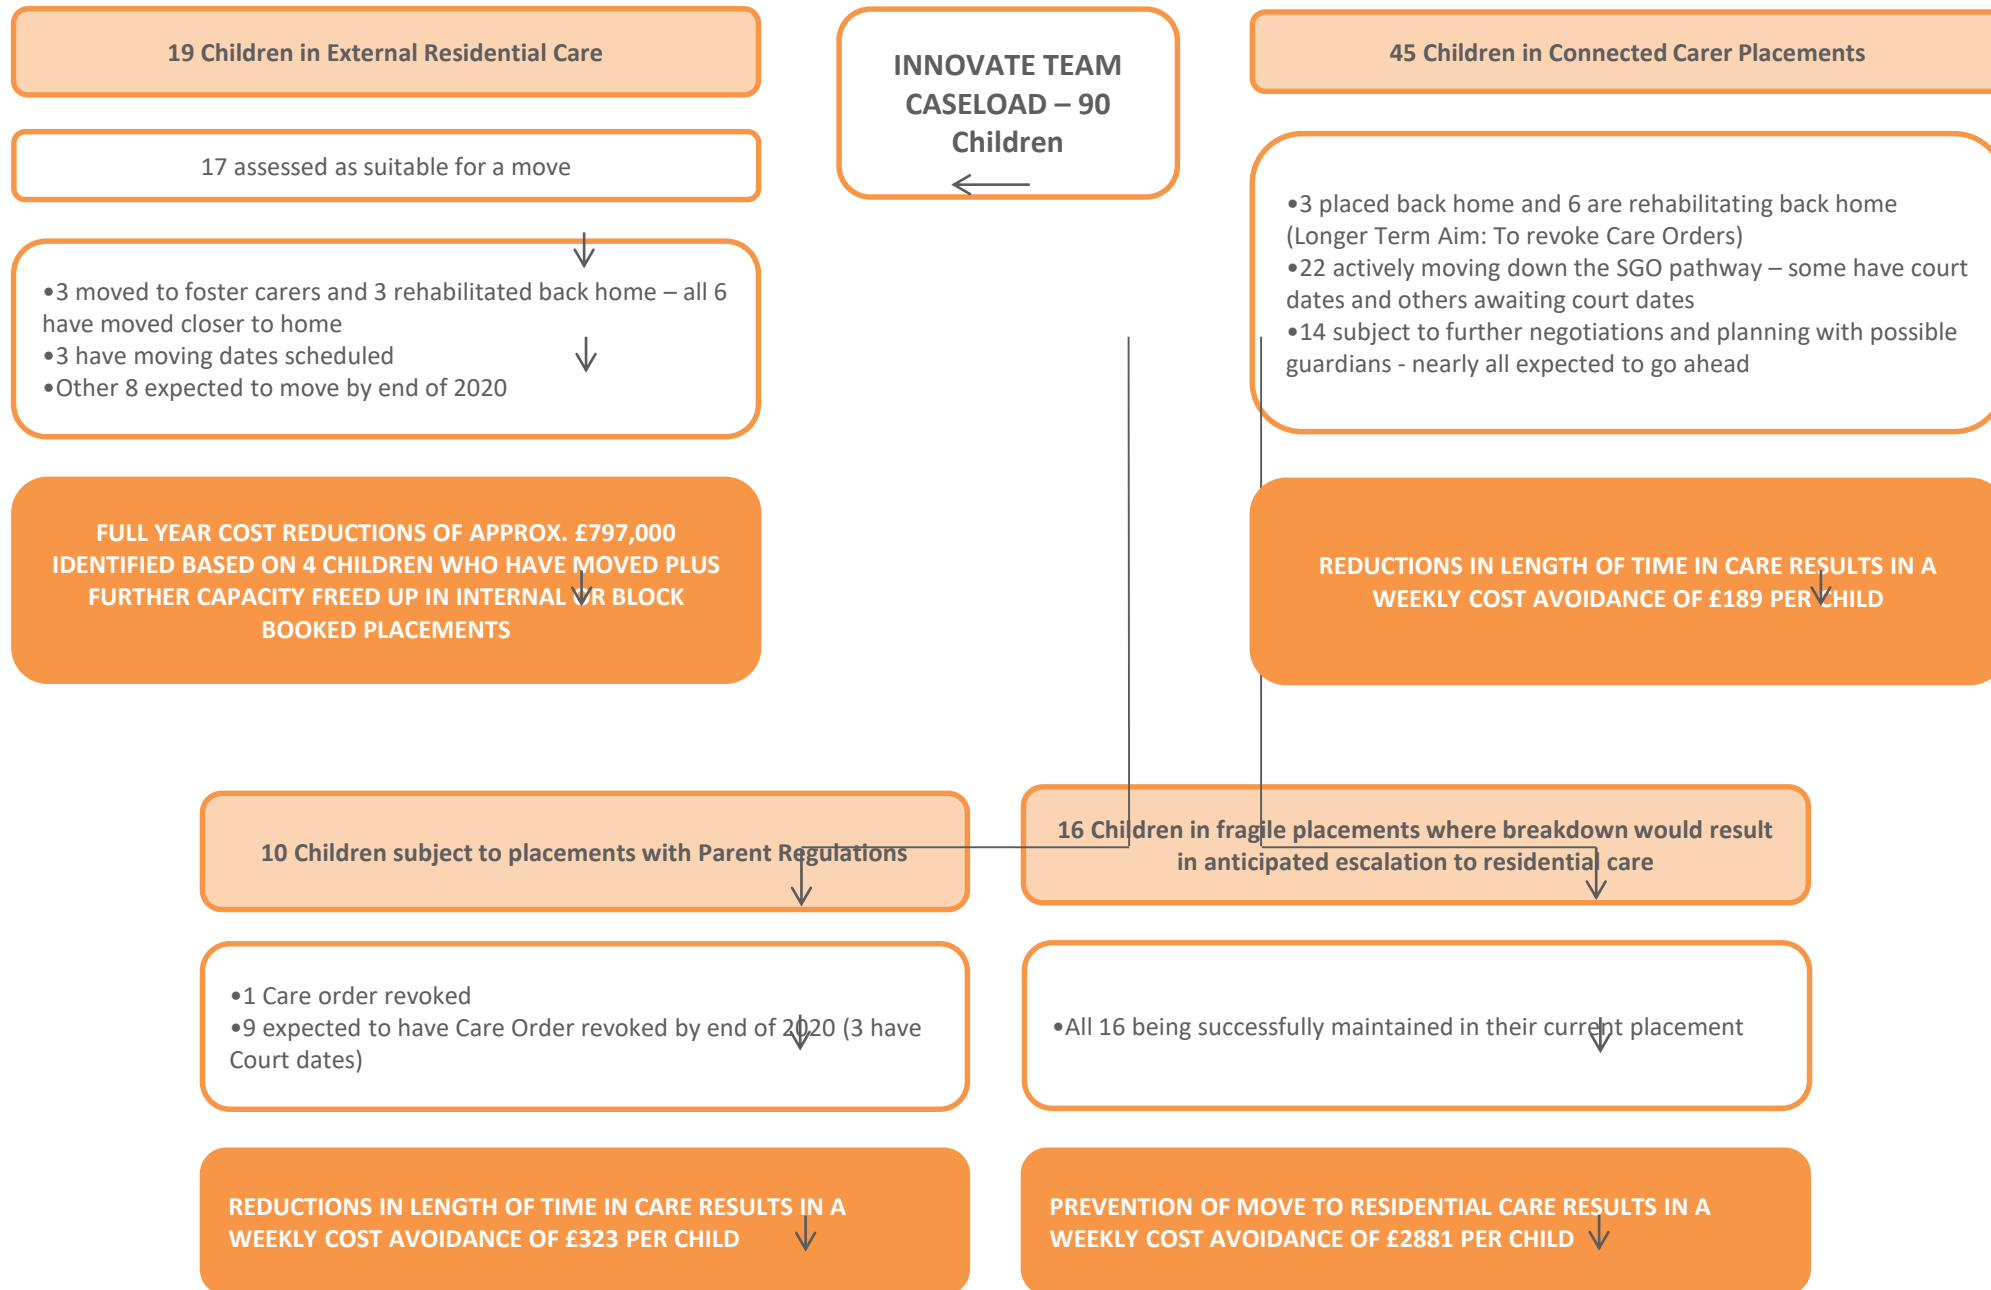 19 Children in External Residential Care
17 assessed as suitable for a move
•3 moved to foster carers and 3 rehabilitated back home – all 6
have moved closer to home
•3 have moving dates scheduled
•Other 8 expected to move by end of 2020
FULL YEAR COST REDUCTIONS OF APPROX. £797,000
IDENTIFIED BASED ON 4 CHILDREN WHO HAVE MOVED PLUS
FURTHER CAPACITY FREED UP IN INTERNAL OR BLOCK
BOOKED PLACEMENTS
INNOVATE TEAM
CASELOAD – 90
Children
45 Children in Connected Carer Placements
•3 placed back home and 6 are rehabilitating back home
(Longer Term Aim: To revoke Care Orders)
•22 actively moving down the SGO pathway – some have court
dates and others awaiting court dates
•14 subject to further negotiations and planning with possible
guardians - nearly all expected to go ahead
REDUCTIONS IN LENGTH OF TIME IN CARE RESULTS IN A
WEEKLY COST AVOIDANCE OF £189 PER CHILD
10 Children subject to placements with Parent Regulations
•1 Care order revoked
•9 expected to have Care Order revoked by end of 2020 (3 have
Court dates)
REDUCTIONS IN LENGTH OF TIME IN CARE RESULTS IN A
WEEKLY COST AVOIDANCE OF £323 PER CHILD
16 Children in fragile placements where breakdown would result
in anticipated escalation to residential care
•All 16 being successfully maintained in their current placement
PREVENTION OF MOVE TO RESIDENTIAL CARE RESULTS IN A
WEEKLY COST AVOIDANCE OF £2881 PER CHILD